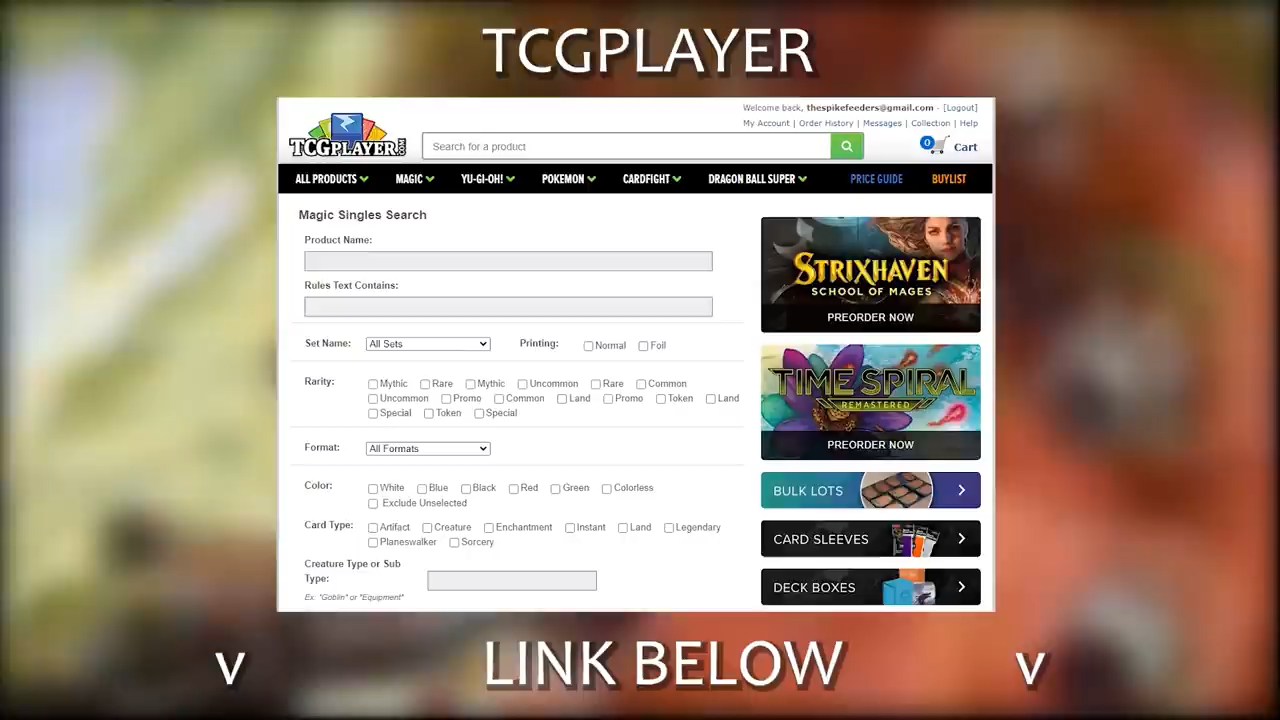 TCGPLAYER
Welcome back, thespikefeeders@gmail.com - [Logout]
My Account | Order History | Messages | Collection | Help
TCGPLAYER.COM
Search for a product
0 Cart
ALL PRODUCTS MAGIC YU-GI-OH! POKEMON CARDFIGHT DRAGON BALL SUPER PRICE GUIDE BUYLIST
Magic Singles Search
Product Name:
Rules Text Contains:
Set Name: All Sets Printing: Normal Foil
Rarity: Mythic Rare Mythic Uncommon Rare Common
Uncommon Promo Common Land Promo Token Land
Special Token Special
Format: All Formats
Color: White Blue Black Red Green Colorless
Exclude Unselected
Card Type: Artifact Creature Enchantment Instant Land Legendary
Planeswalker Sorcery
Creature Type or Sub
Type:
Ex: "Goblin" or "Equipment"
STRIXHAVEN
SCHOOL OF MAGES
PREORDER NOW
TIME SPIRAL
REMASTERED
PREORDER NOW
BULK LOTS
CARD SLEEVES
DECK BOXES
V LINK BELOW V